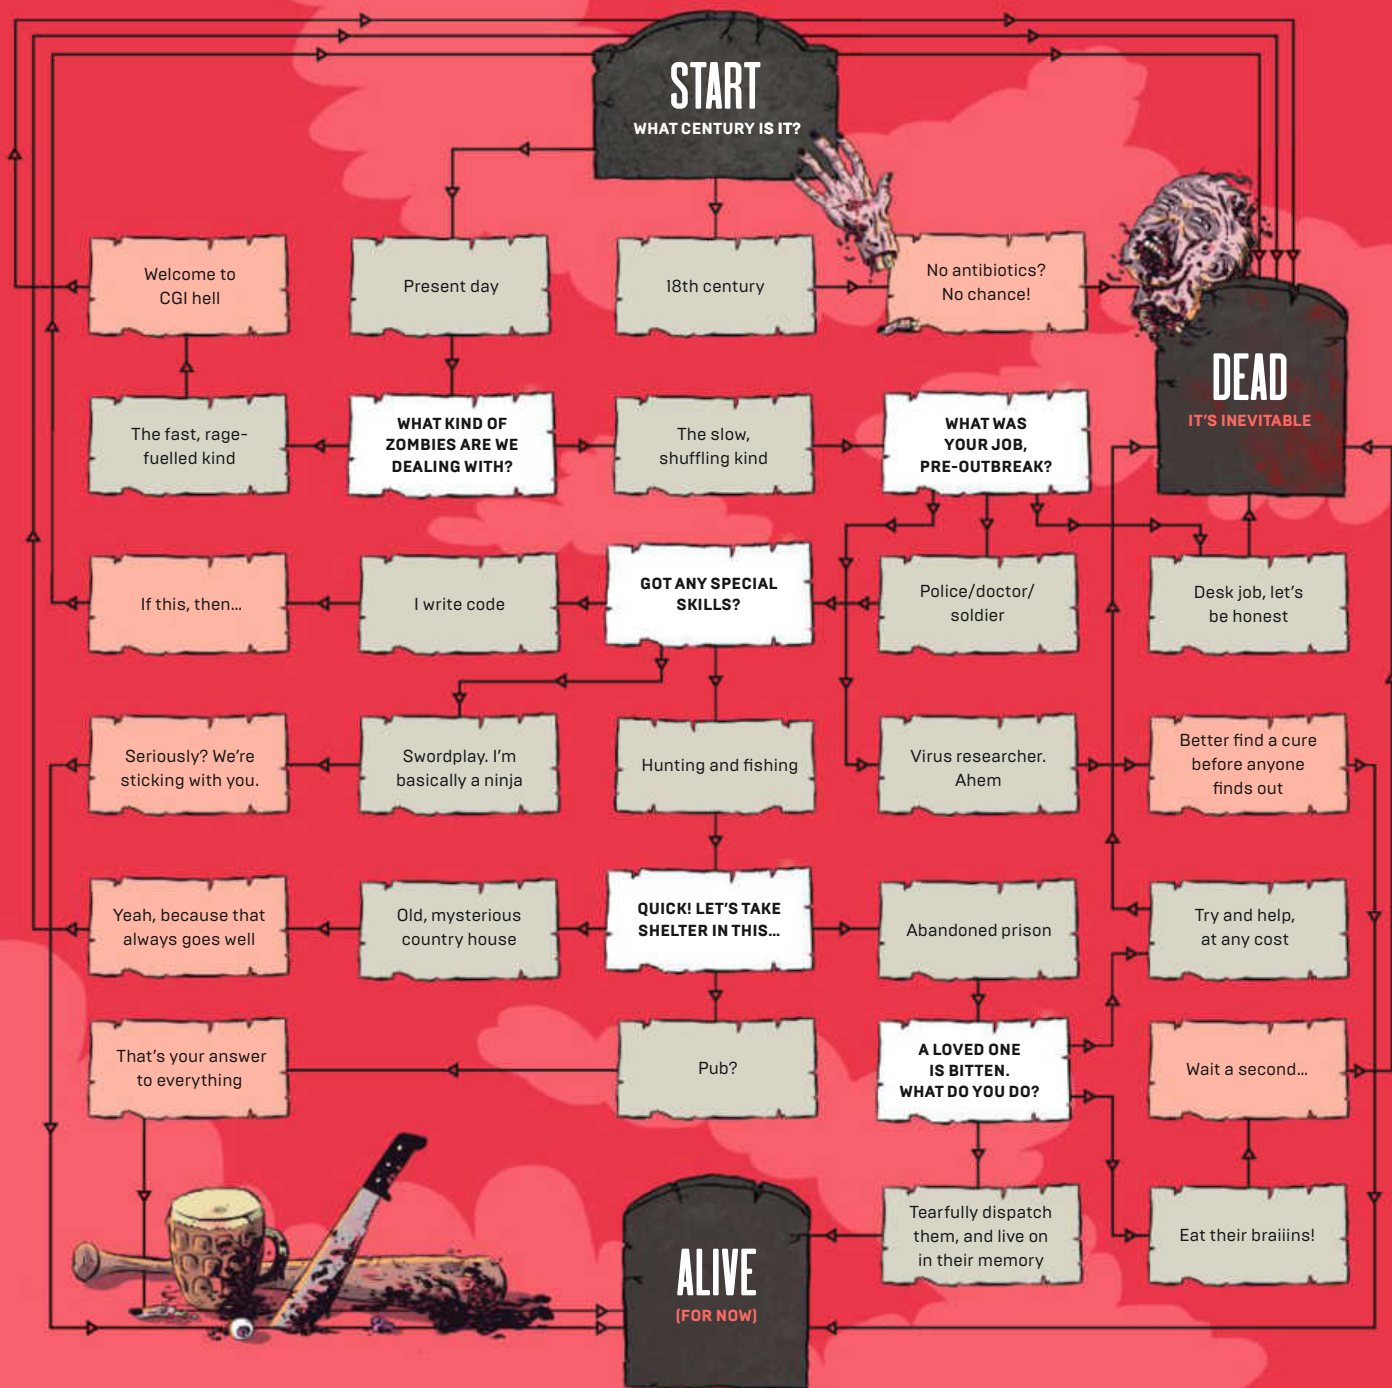 START
WHAT CENTURY IS IT?
Welcome to
CGI hell
Present day
18th century
No antibiotics?
No chance!
DEAD
IT'S INEVITABLE
The fast, rage-
fuelled kind
WHAT KIND OF
ZOMBIES ARE WE
DEALING WITH?
The slow,
shuffling kind
WHAT WAS
YOUR JOB,
PRE-OUTBREAK?
If this, then...
I write code
GOT ANY SPECIAL
SKILLS?
Police/doctor/
soldier
Desk job, let's
be honest
Seriously? We're
sticking with you.
Swordplay. I'm
basically a ninja
Hunting and fishing
Virus researcher.
Ahem
Better find a cure
before anyone
finds out
Yeah, because that
always goes well
Old, mysterious
country house
QUICK! LET'S TAKE
SHELTER IN THIS...
Abandoned prison
Try and help,
at any cost
That's your answer
to everything
Pub?
A LOVED ONE
IS BITTEN.
WHAT DO YOU DO?
Wait a second...
ALIVE
(FOR NOW)
Tearfully dispatch
them, and live on
in their memory
Eat their braiiins!